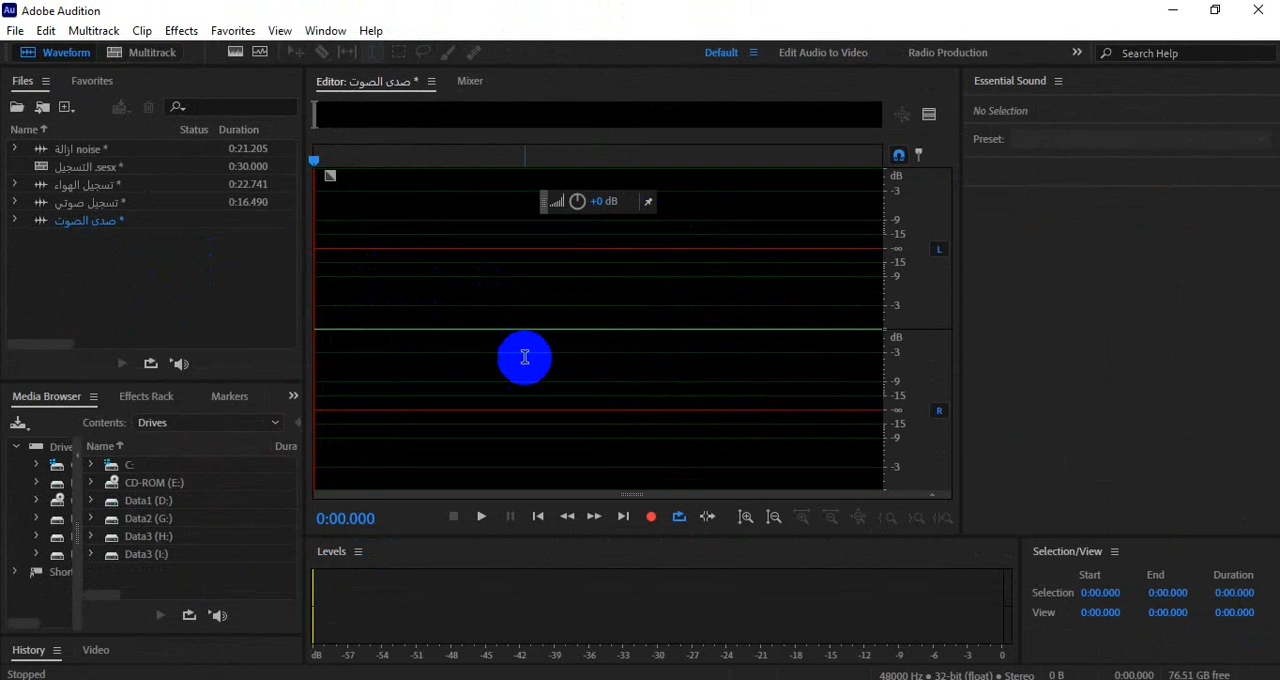 Au Adobe Audition
File Edit Multitrack Clip Effects Favorites View Window Help
Waveform Multitrack Default Edit Audio to Video Radio Production Search Help
Files Favorites
Editor: صدى الصوت * Mixer
Essential Sound
No Selection
Preset:
Name Status Duration
ازالة noise * 0:21.205
التسجيل.sesx * 0:30.000
تسجيل الهواء * 0:22.741
تسجيل صوتي * 0:16.490
صدى الصوت *
+0 dB
dB
-3
-9
-15
-∞
-15
-9
-3
L
dB
-3
-9
-15
-∞
-15
-9
-3
R
Media Browser Effects Rack Markers
Contents: Drives
Drive Name Dura
C:
CD-ROM (E:)
Data1 (D:)
Data2 (G:)
Data3 (H:)
Data3 (I:)
Short
0:00.000
Levels
dB -57 -54 -51 -48 -45 -42 -39 -36 -33 -30 -27 -24 -21 -18 -15 -12 -9 -6 -3 0
Selection/View
Start End Duration
Selection 0:00.000 0:00.000 0:00.000
View 0:00.000 0:00.000 0:00.000
History Video
Stopped
48000 Hz ● 32-bit (float) ● Stereo 0 B 0:00.000 76.51 GB free